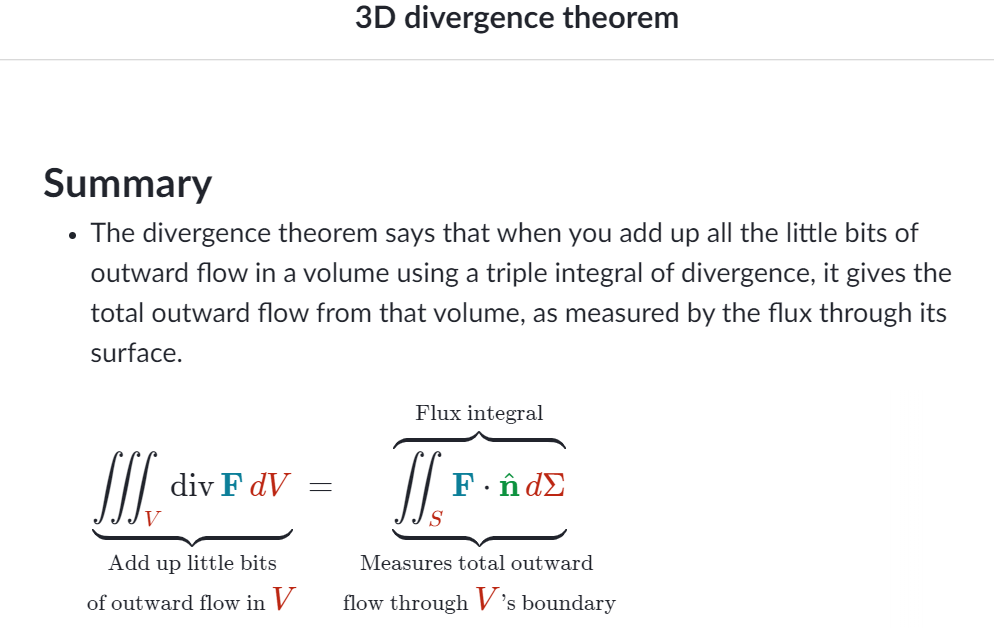 3D divergence theorem
Summary
• The divergence theorem says that when you add up all the little bits of
outward flow in a volume using a triple integral of divergence, it gives the
total outward flow from that volume, as measured by the flux through its
surface.
Flux integral
∭_V div F dV = ∬_S F · n̂ dΣ
Add up little bits
of outward flow in V
Measures total outward
flow through V's boundary